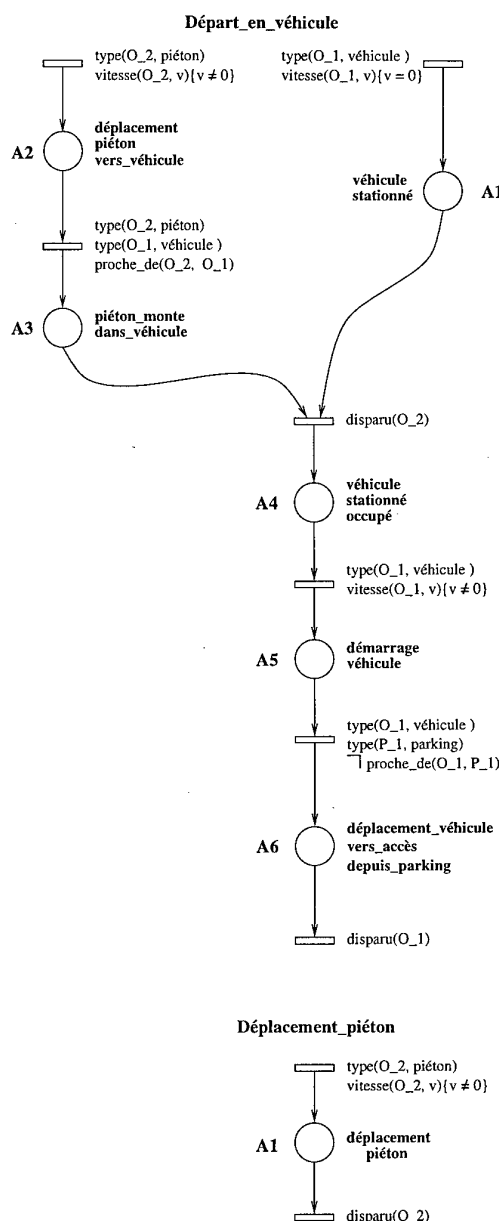 Départ_en_véhicule
type(O_2, piéton)
vitesse(O_2, v){v ≠ 0}
type(O_1, véhicule )
vitesse(O_1, v){v = 0}
A2
déplacement
piéton
vers_véhicule
véhicule
stationné
A1
type(O_2, piéton)
type(O_1, véhicule )
proche_de(O_2, O_1)
A3
piéton_monte
dans_véhicule
disparu(O_2)
A4
véhicule
stationné
occupé
type(O_1, véhicule )
vitesse(O_1, v){v ≠ 0}
A5
démarrage
véhicule
type(O_1, véhicule )
type(P_1, parking)
¬ proche_de(O_1, P_1)
A6
déplacement_véhicule
vers_accès
depuis_parking
disparu(O_1)
Déplacement_piéton
type(O_2, piéton)
vitesse(O_2, v){v ≠ 0}
A1
déplacement
piéton
disparu(O_2)